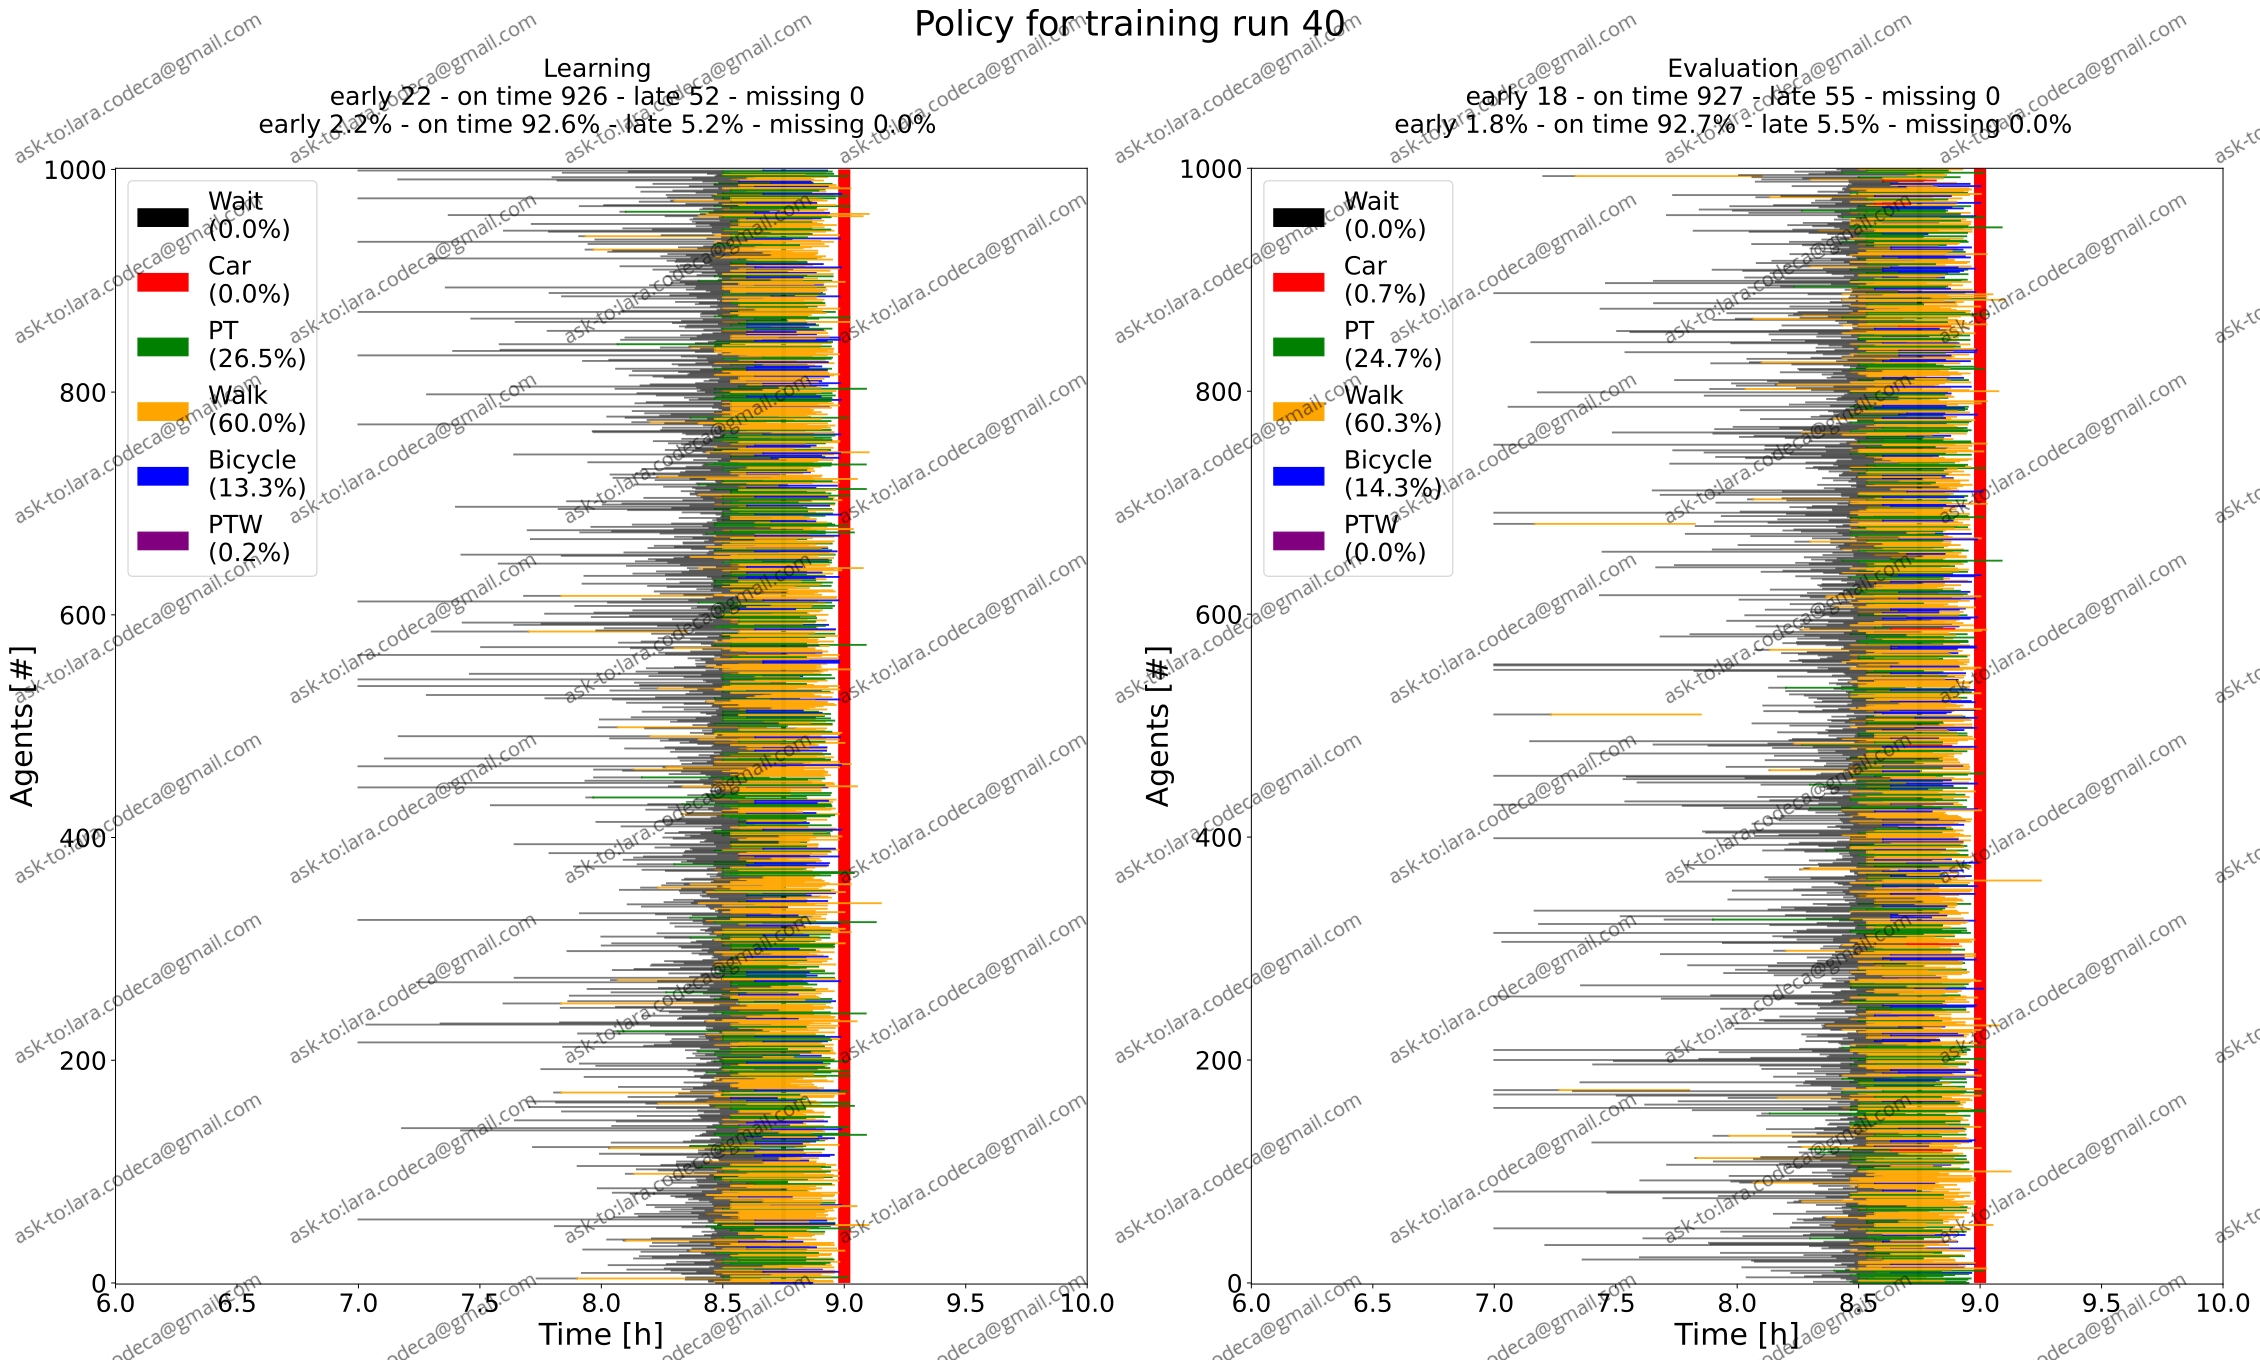 Policy for training run 40
Learning
early 22 - on time 926 - late 52 - missing 0
early 2.2% - on time 92.6% - late 5.2% - missing 0.0%
Wait
(0.0%)
Car
(0.0%)
PT
(26.5%)
Walk
(60.0%)
Bicycle
(13.3%)
PTW
(0.2%)
1000
800
600
400
200
0
Agents [#]
6.0 6.5 7.0 7.5 8.0 8.5 9.0 9.5 10.0
Time [h]
Evaluation
early 18 - on time 927 - late 55 - missing 0
early 1.8% - on time 92.7% - late 5.5% - missing 0.0%
Wait
(0.0%)
Car
(0.7%)
PT
(24.7%)
Walk
(60.3%)
Bicycle
(14.3%)
PTW
(0.0%)
1000
800
600
400
200
0
Agents [#]
6.0 6.5 7.0 7.5 8.0 8.5 9.0 9.5 10.0
Time [h]
ask-to:lara.codeca@gmail.com